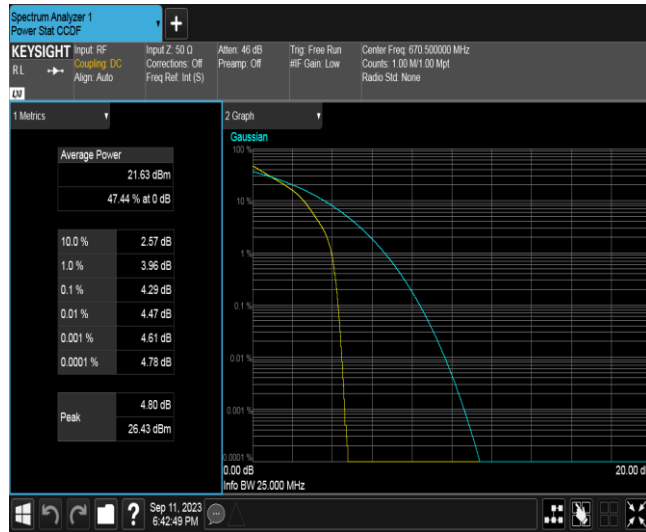 Spectrum Analyzer 1
Power Stat CCDF
+
KEYSIGHT
RL
LXI
Input: RF
Coupling: DC
Align: Auto
Input Z: 50 Ω
Corrections: Off
Freq Ref: Int (S)
Atten: 46 dB
Preamp: Off
Trig: Free Run
#IF Gain: Low
Center Freq: 670.500000 MHz
Counts: 1.00 M/1.00 Mpt
Radio Std: None
1 Metrics
Average Power
21.63 dBm
47.44 % at 0 dB
10.0 % 2.57 dB
1.0 % 3.96 dB
0.1 % 4.29 dB
0.01 % 4.47 dB
0.001 % 4.61 dB
0.0001 % 4.78 dB
Peak
4.80 dB
26.43 dBm
2 Graph
Gaussian
100 %
10 %
1 %
0.1 %
0.01 %
0.001 %
0.0001 %
0.00 dB
20.00 d
Info BW 25.000 MHz
?
Sep 11, 2023
6:42:49 PM